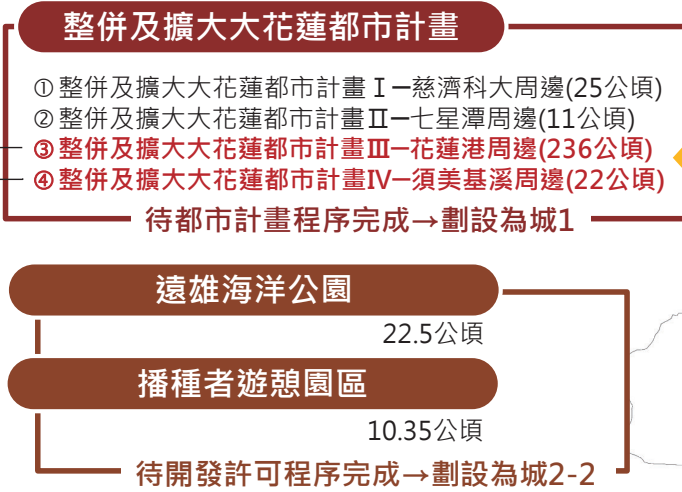 整併及擴大大花蓮都市計畫
①整併及擴大大花蓮都市計畫Ⅰ─慈濟科大周邊(25公頃)
②整併及擴大大花蓮都市計畫Ⅱ─七星潭周邊(11公頃)
③整併及擴大大花蓮都市計畫Ⅲ─花蓮港周邊(236公頃)
④整併及擴大大花蓮都市計畫IV─須美基溪周邊(22公頃)
待都市計畫程序完成→劃設為城1
遠雄海洋公園
22.5公頃
播種者遊憩園區
10.35公頃
待開發許可程序完成→劃設為城2-2